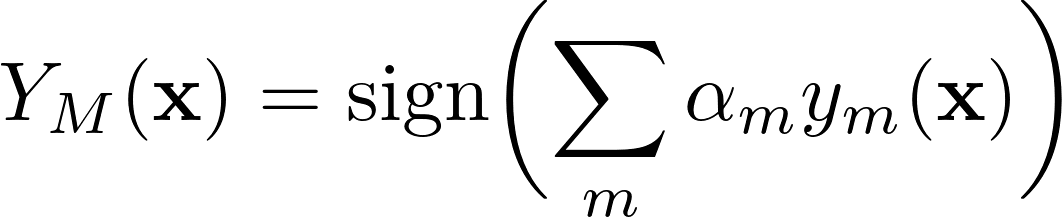 Y_M(𝐱) = sign(∑_m α_m y_m(𝐱))